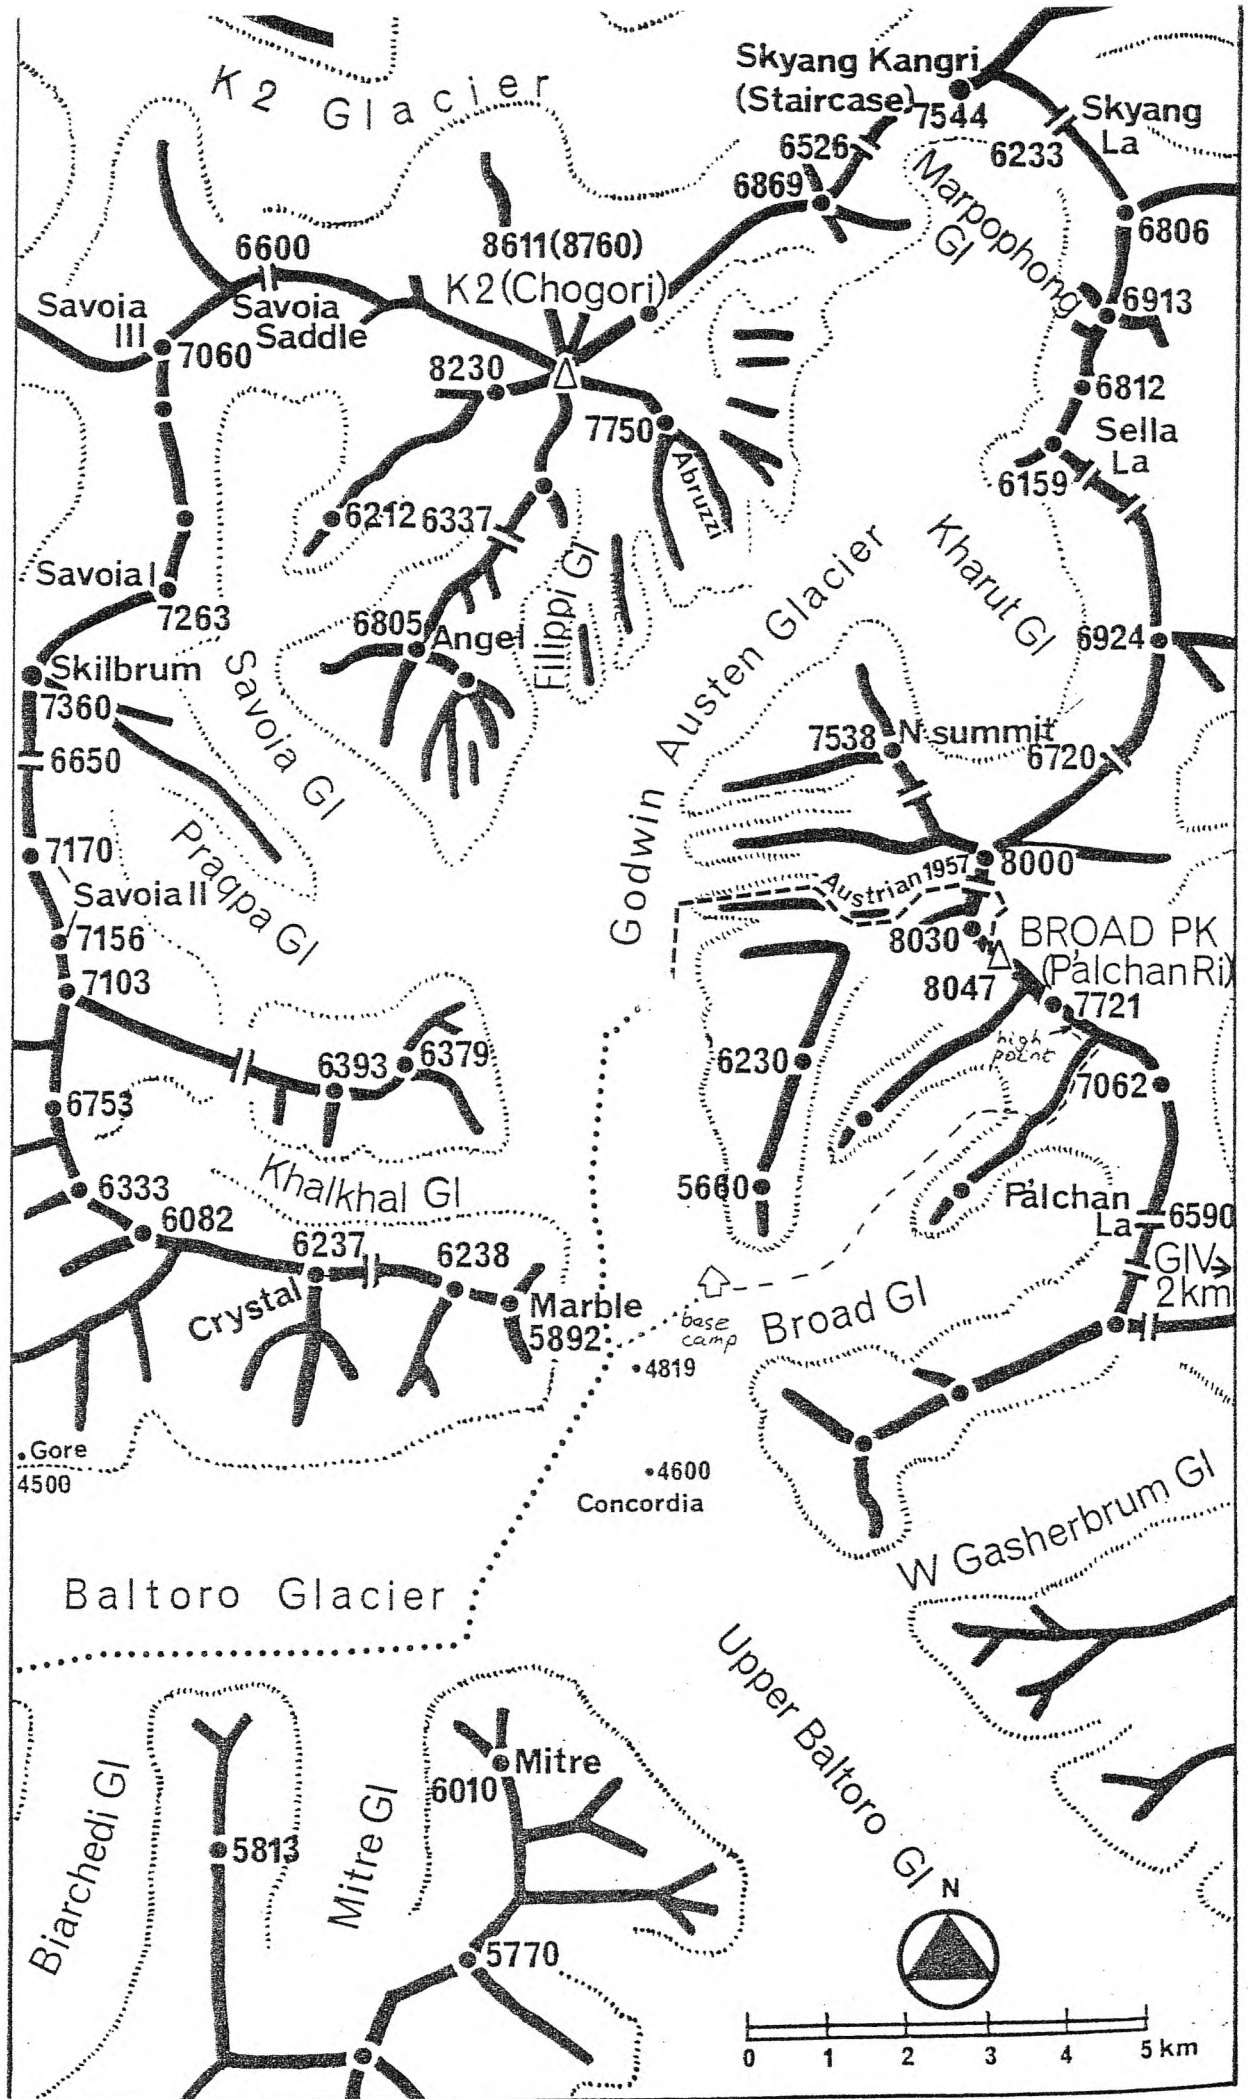 K2 Glacier
Skyang Kangri
(Staircase)
7544
Skyang
La
6233
6526
6869
Marpophong
Gl
6806
6600
8611(8760)
K2 (Chogori)
Savoia
III
Savoia
Saddle
7060
6913
8230
6812
7750
Sella
La
Abruzzi
6159
6212
6337
Filippi Gl
Godwin Austen Glacier
Kharut Gl
Savoia I
7263
6805
Angel
6924
Skilbrum
7360
Savoia Gl
7538
N summit
6720
6650
Praqpa Gl
7170
8000
Austrian 1957
Savoia II
7156
8030
BROAD PK
(P'alchan Ri)
7103
8047
7721
high
point
6393
6379
6230
7062
6753
Khalkhal Gl
6333
5660
P'alchan
La
6590
6082
6237
6238
GIV
2km
Crystal
Marble
5892
base
camp
Broad Gl
4819
Gore
4500
4600
Concordia
W Gasherbrum Gl
Baltoro Glacier
Upper Baltoro Gl
Mitre
6010
Biarchedi Gl
5813
Mitre Gl
5770
N
0 1 2 3 4 5 km